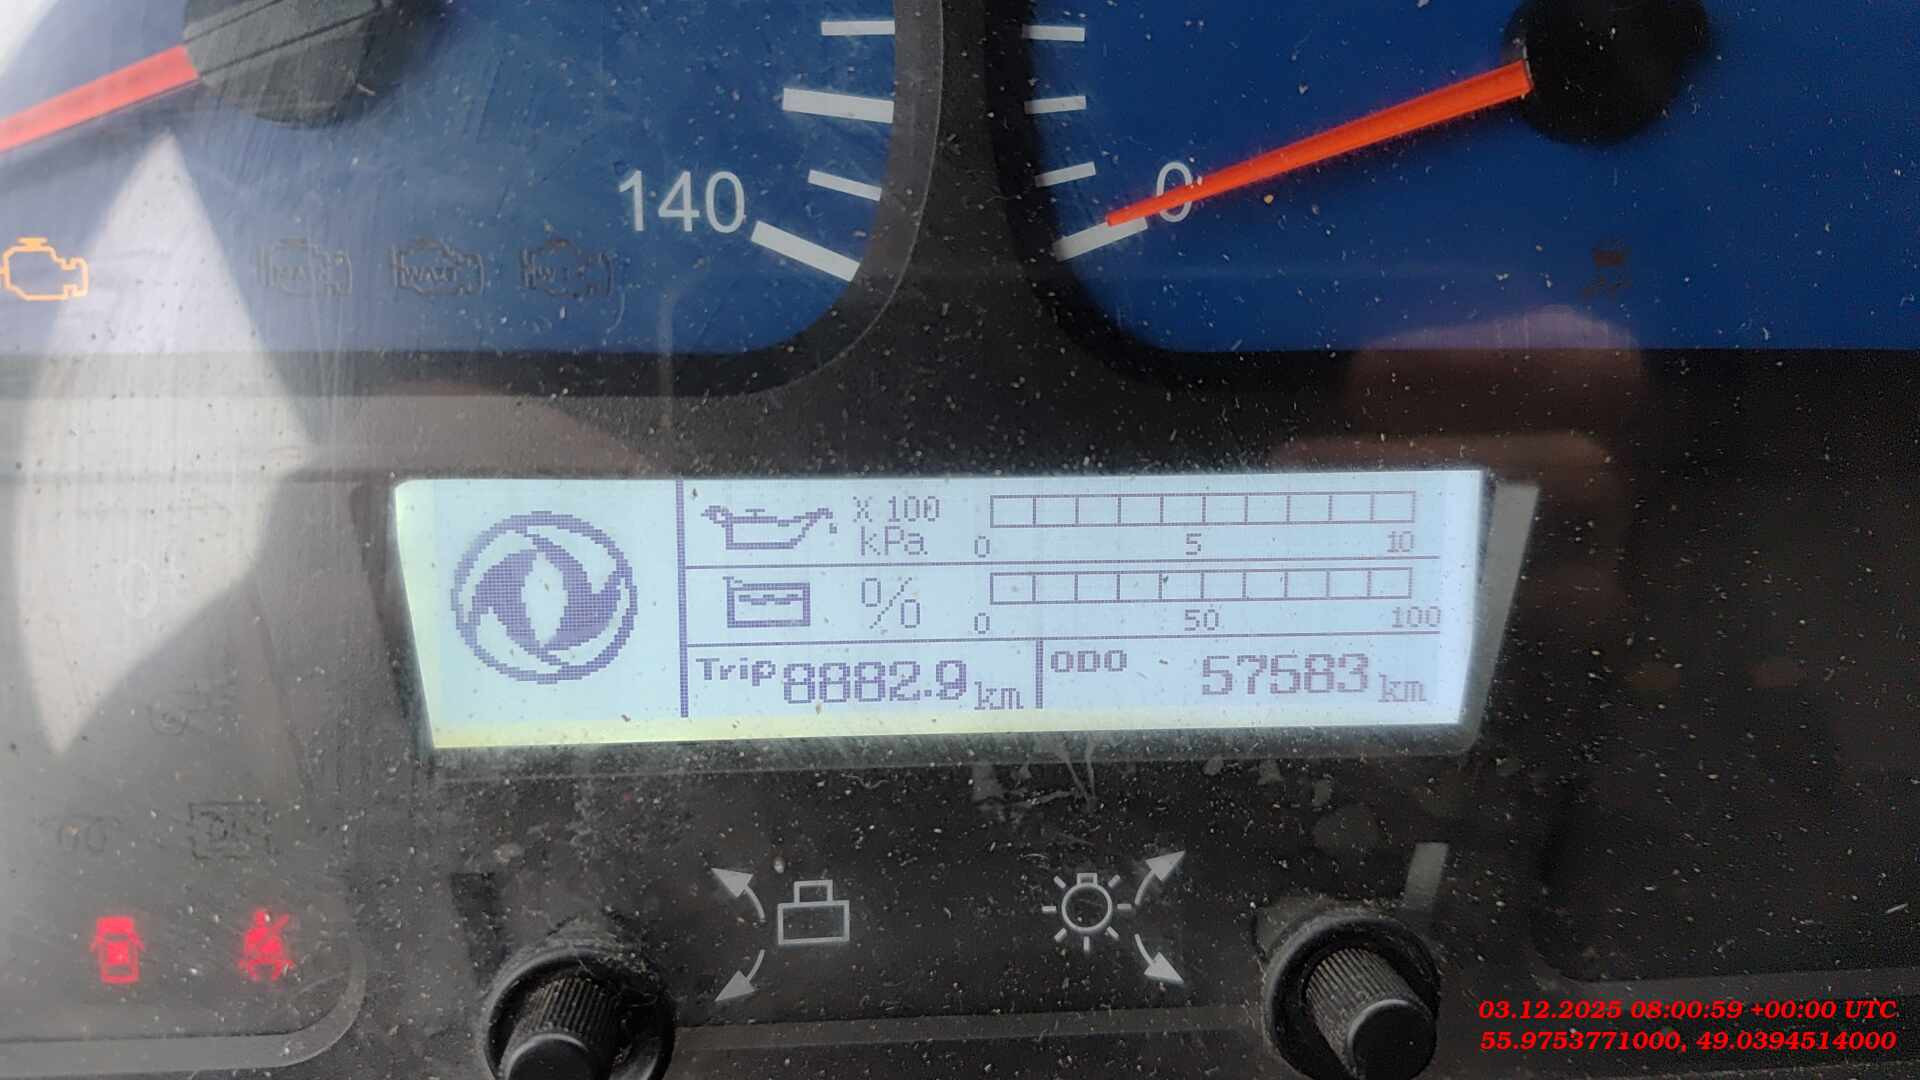 140
0
X 100
kPa
0 5 10
%
0 50 100
Trip 8882.9 km
ODO 57583 km
03.12.2025 08:00:59 +00:00 UTC
55.9753771000, 49.0394514000